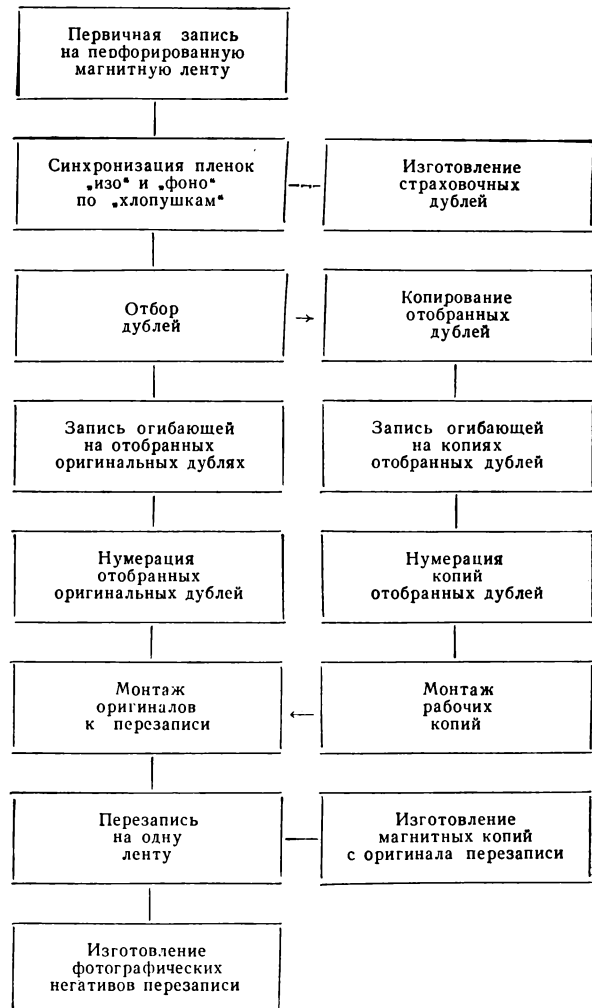 Первичная запись
на перфорированную
магнитную ленту
Синхронизация пленок
„изо“ и „фоно“
по „хлопушкам“
Изготовление
страховочных
дублей
Отбор
дублей
Копирование
отобранных
дублей
Запись огибающей
на отобранных
оригинальных дублях
Запись огибающей
на копиях
отобранных дублей
Нумерация
отобранных
оригинальных дублей
Нумерация
копий
отобранных дублей
Монтаж
оригиналов
к перезаписи
Монтаж
рабочих
копий
Перезапись
на одну
ленту
Изготовление
магнитных копий
с оригинала перезаписи
Изготовление
фотографических
негативов перезаписи